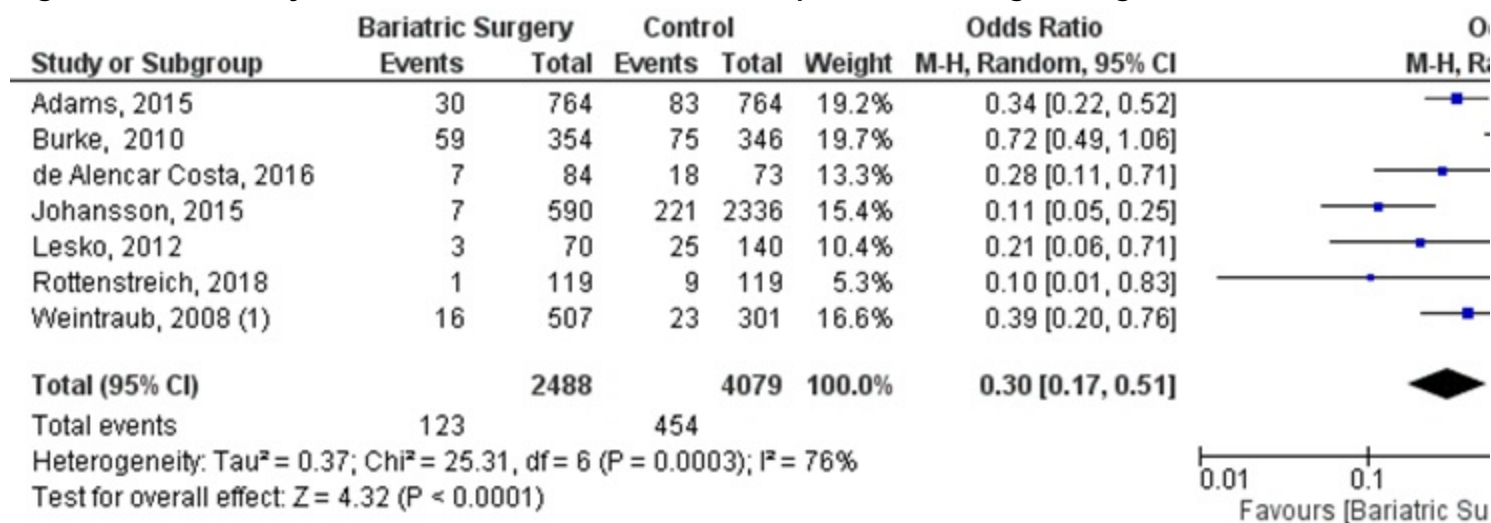 Bariatric Surgery Control Odds Ratio
Study or Subgroup Events Total Events Total Weight M-H, Random, 95% CI M-H,
Adams, 2015 30 764 83 764 19.2% 0.34 [0.22, 0.52]
Burke, 2010 59 354 75 346 19.7% 0.72 [0.49, 1.06]
de Alencar Costa, 2016 7 84 18 73 13.3% 0.28 [0.11, 0.71]
Johansson, 2015 7 590 221 2336 15.4% 0.11 [0.05, 0.25]
Lesko, 2012 3 70 25 140 10.4% 0.21 [0.06, 0.71]
Rottenstreich, 2018 1 119 9 119 5.3% 0.10 [0.01, 0.83]
Weintraub, 2008 (1) 16 507 23 301 16.6% 0.39 [0.20, 0.76]
Total (95% CI) 2488 4079 100.0% 0.30 [0.17, 0.51]
Total events 123 454
Heterogeneity: Tau² = 0.37; Chi² = 25.31, df = 6 (P = 0.0003); I² = 76%
Test for overall effect: Z = 4.32 (P < 0.0001)
0.01 0.1
Favours [Bariatric